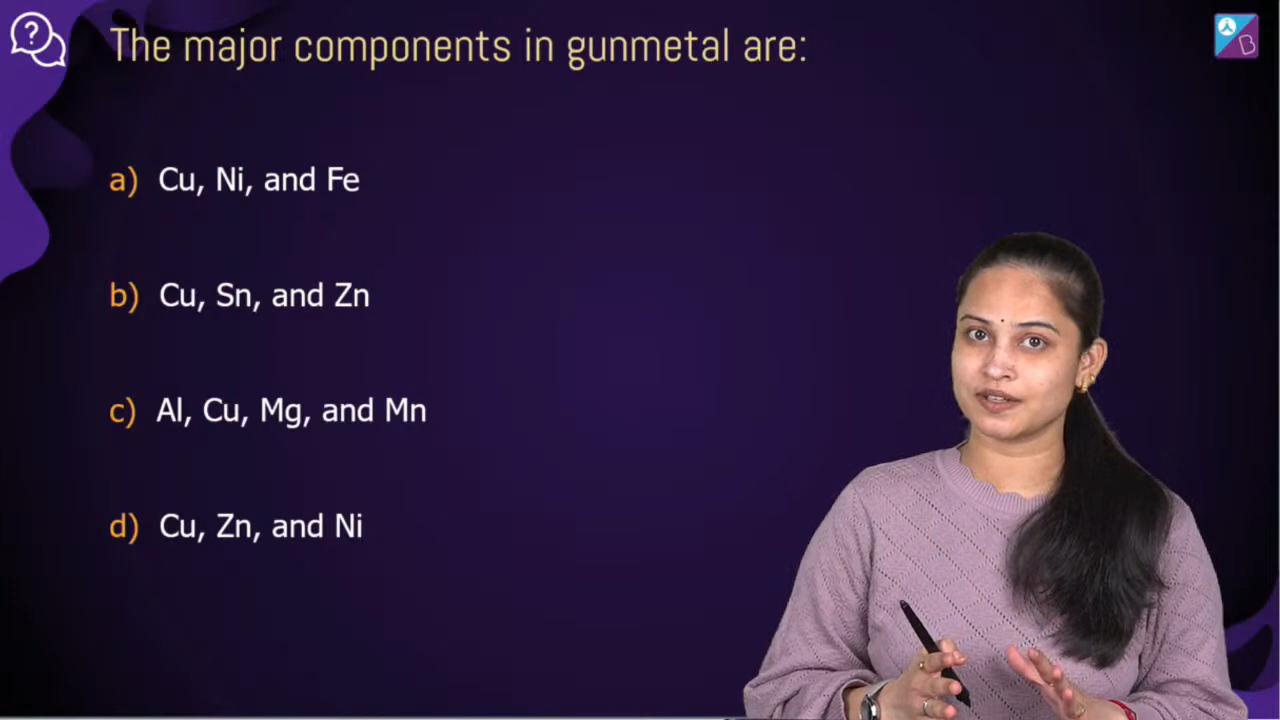 The major components in gunmetal are:
a) Cu, Ni, and Fe
b) Cu, Sn, and Zn
c) Al, Cu, Mg, and Mn
d) Cu, Zn, and Ni